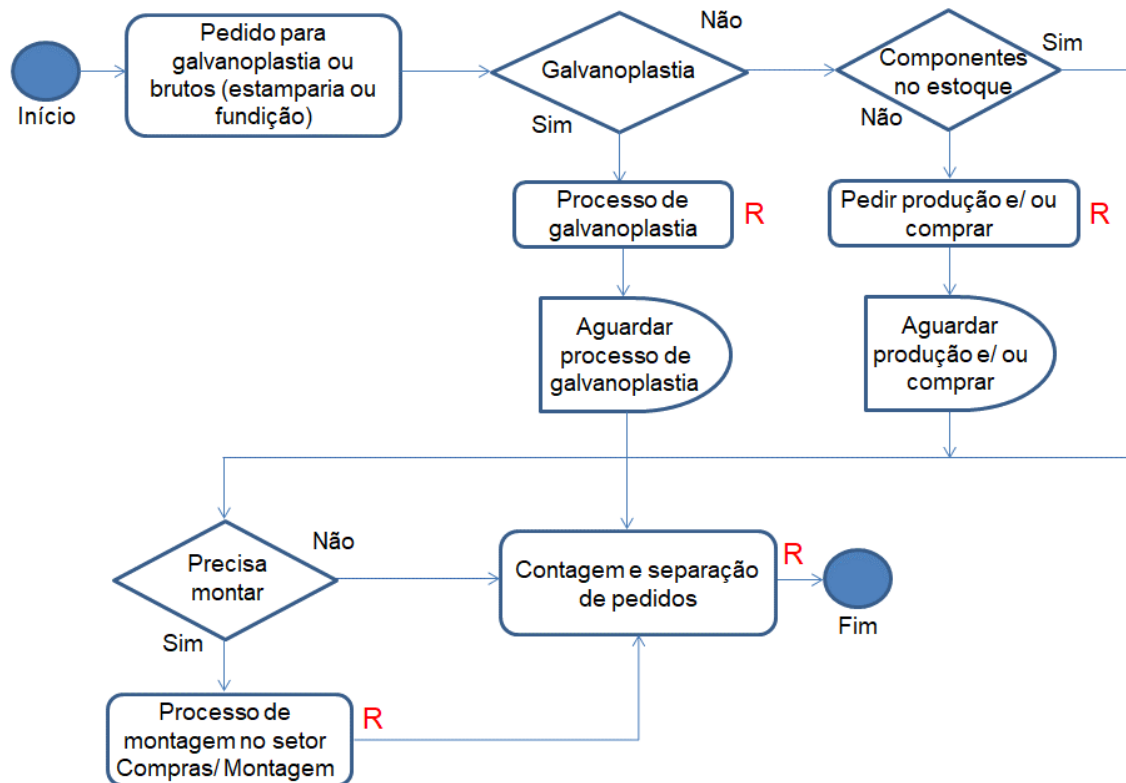 Início
Pedido para
galvanoplastia ou
brutos (estamparia ou
fundição)
Galvanoplastia
Não
Sim
Componentes
no estoque
Sim
Não
Processo de
galvanoplastia
R
Pedir produção e/ ou
comprar
R
Aguardar
processo de
galvanoplastia
Aguardar
produção e/ ou
comprar
Precisa
montar
Não
Sim
Contagem e separação
de pedidos
R
Fim
Processo de
montagem no setor
Compras/ Montagem
R